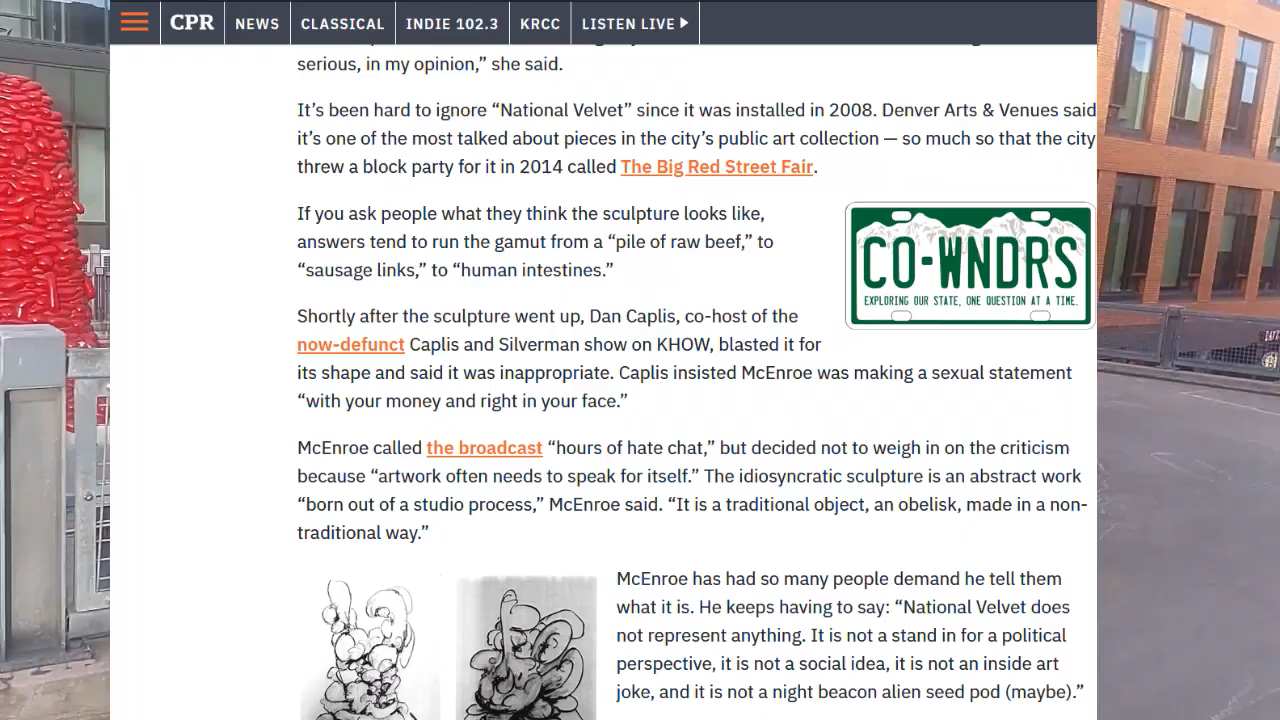 CPR NEWS CLASSICAL INDIE 102.3 KRCC LISTEN LIVE
serious, in my opinion,” she said.
It’s been hard to ignore “National Velvet” since it was installed in 2008. Denver Arts & Venues said
it’s one of the most talked about pieces in the city’s public art collection — so much so that the city
threw a block party for it in 2014 called The Big Red Street Fair.
If you ask people what they think the sculpture looks like,
answers tend to run the gamut from a “pile of raw beef,” to
“sausage links,” to “human intestines.”
CO-WNDRS
EXPLORING OUR STATE, ONE QUESTION AT A TIME.
Shortly after the sculpture went up, Dan Caplis, co-host of the
now-defunct Caplis and Silverman show on KHOW, blasted it for
its shape and said it was inappropriate. Caplis insisted McEnroe was making a sexual statement
“with your money and right in your face.”
McEnroe called the broadcast “hours of hate chat,” but decided not to weigh in on the criticism
because “artwork often needs to speak for itself.” The idiosyncratic sculpture is an abstract work
“born out of a studio process,” McEnroe said. “It is a traditional object, an obelisk, made in a non-
traditional way.”
McEnroe has had so many people demand he tell them
what it is. He keeps having to say: “National Velvet does
not represent anything. It is not a stand in for a political
perspective, it is not a social idea, it is not an inside art
joke, and it is not a night beacon alien seed pod (maybe).”